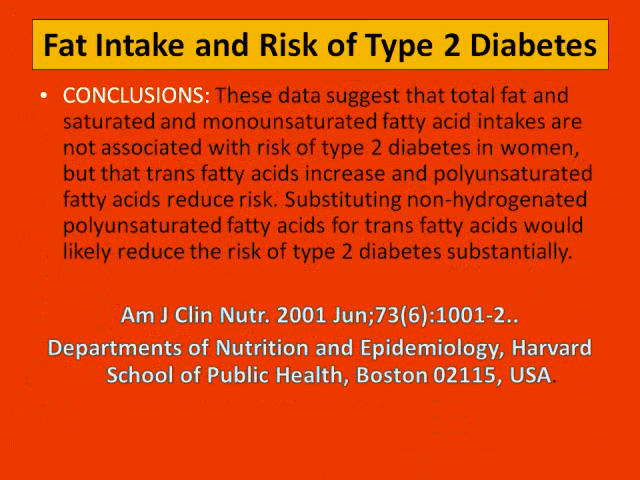 Fat Intake and Risk of Type 2 Diabetes
• CONCLUSIONS: These data suggest that total fat and
saturated and monounsaturated fatty acid intakes are
not associated with risk of type 2 diabetes in women,
but that trans fatty acids increase and polyunsaturated
fatty acids reduce risk. Substituting non-hydrogenated
polyunsaturated fatty acids for trans fatty acids would
likely reduce the risk of type 2 diabetes substantially.
Am J Clin Nutr. 2001 Jun;73(6):1001-2..
Departments of Nutrition and Epidemiology, Harvard
School of Public Health, Boston 02115, USA.